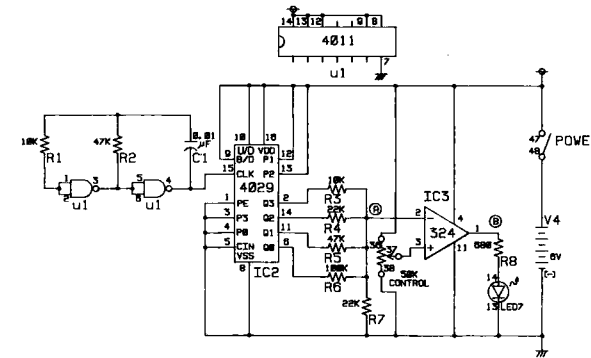 14 13 12 9 8
4011
7
u1
10 16
9 U/D VDD
B/D P1 12
15 CLK P2 13
4029
1 PE Q3 2
3 P3 Q2 14
4 P0 Q1 11
5 CIN Q0 6
VSS
8 IC2
10K R1
47K R2
0.01 µF C1
1 2 3 u1
5 6 4 u1
10K
R3
22K
R4
47K
R5
100K
R6
22K
R7
A
36 37 38
50K
CONTROL
IC3
2 4
324 1
3 11
B
680
R8
14
13 LED7
47
48 POWE
V4
6V
(-)